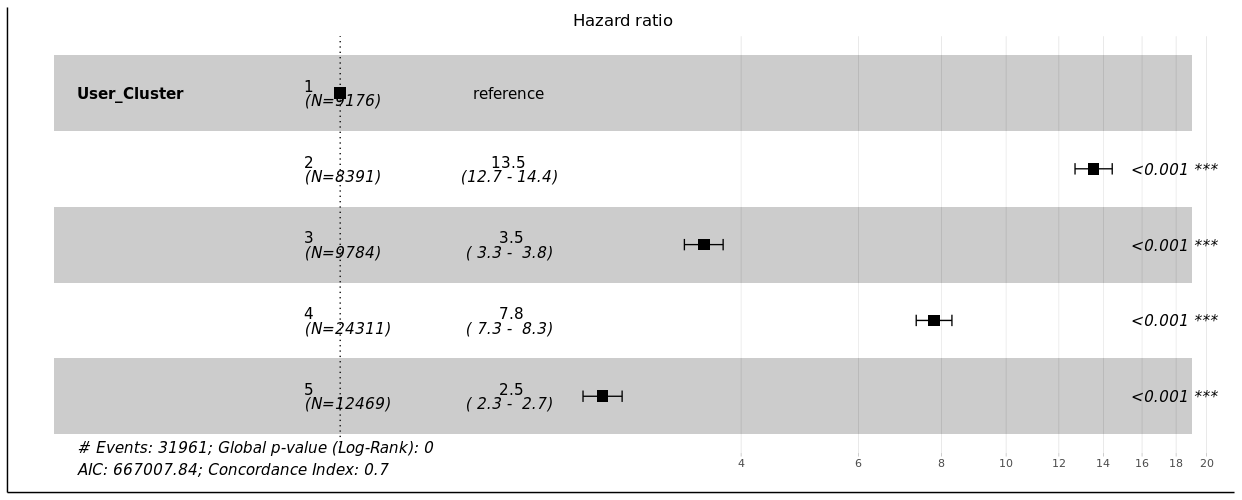 Hazard ratio
User_Cluster
1
(N=9176)
reference
2
(N=8391)
13.5
(12.7 - 14.4)
<0.001 ***
3
(N=9784)
3.5
( 3.3 -  3.8)
<0.001 ***
4
(N=24311)
7.8
( 7.3 -  8.3)
<0.001 ***
5
(N=12469)
2.5
( 2.3 -  2.7)
<0.001 ***
# Events: 31961; Global p-value (Log-Rank): 0
AIC: 667007.84; Concordance Index: 0.7
4 6 8 10 12 14 16 18 20